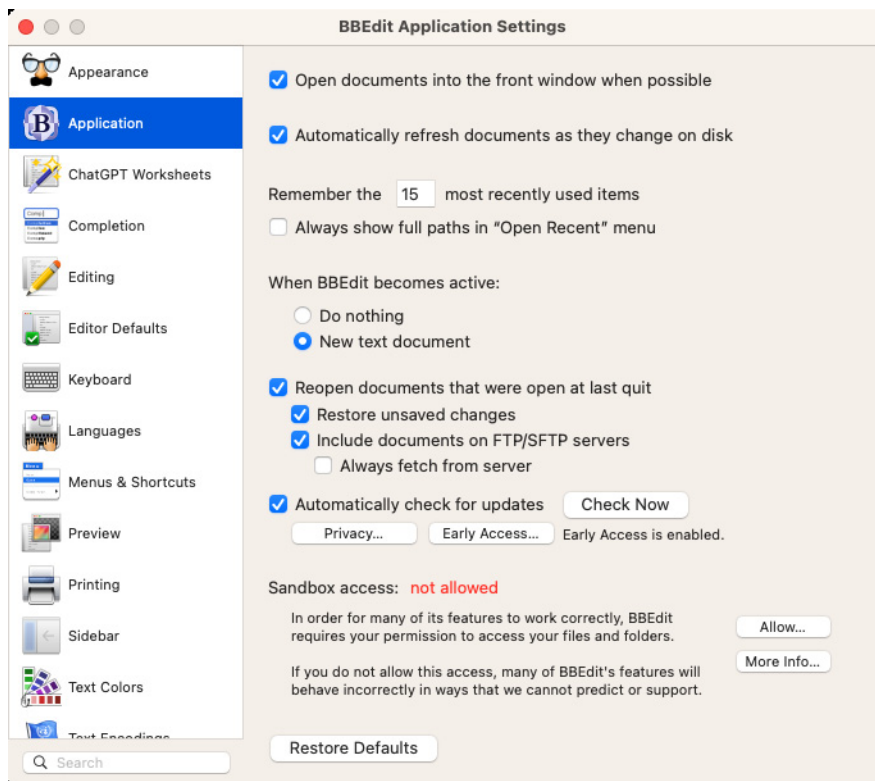 BBEdit Application Settings
Appearance
Application
ChatGPT Worksheets
Completion
Editing
Editor Defaults
Keyboard
Languages
Menus & Shortcuts
Preview
Printing
Sidebar
Text Colors
Text Encodings
Search
Open documents into the front window when possible
Automatically refresh documents as they change on disk
Remember the 15 most recently used items
Always show full paths in “Open Recent” menu
When BBEdit becomes active:
Do nothing
New text document
Reopen documents that were open at last quit
Restore unsaved changes
Include documents on FTP/SFTP servers
Always fetch from server
Automatically check for updates Check Now
Privacy... Early Access... Early Access is enabled.
Sandbox access: not allowed
In order for many of its features to work correctly, BBEdit
requires your permission to access your files and folders.
Allow...
More Info...
If you do not allow this access, many of BBEdit's features will
behave incorrectly in ways that we cannot predict or support.
Restore Defaults